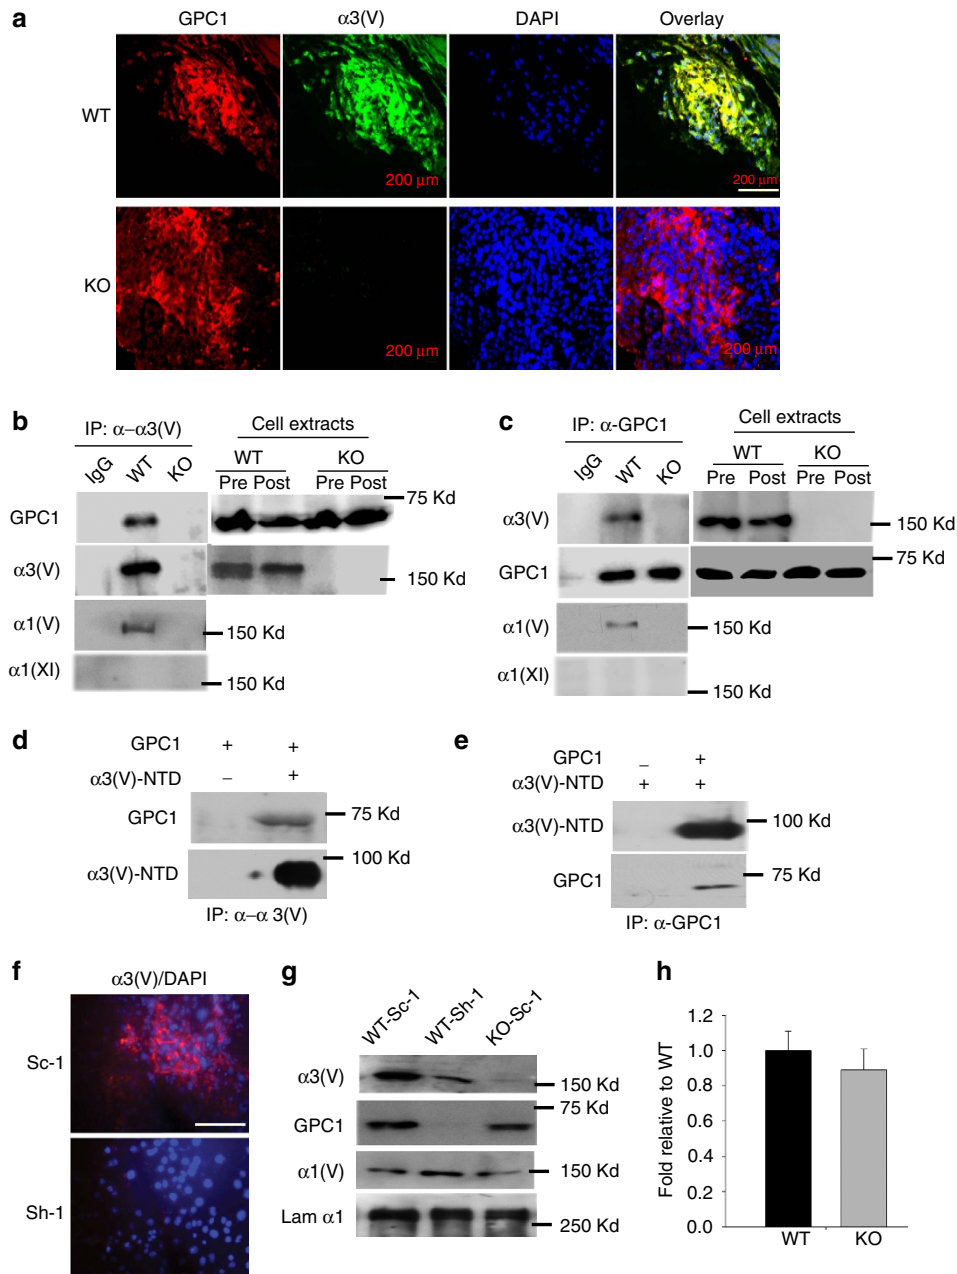 a
GPC1 α3(V) DAPI Overlay
WT
200 μm
200 μm
KO
200 μm
200 μm
b
IP: α–α3(V)
Cell extracts
WT KO
IgG WT KO
Pre Post Pre Post
75 Kd
GPC1
α3(V)
150 Kd
α1(V)
150 Kd
α1(XI)
150 Kd
c
IP: α-GPC1
Cell extracts
WT KO
IgG WT KO
Pre Post Pre Post
α3(V)
150 Kd
75 Kd
GPC1
α1(V)
150 Kd
α1(XI)
150 Kd
d
GPC1 + +
α3(V)-NTD – +
GPC1
75 Kd
100 Kd
α3(V)-NTD
IP: α–α 3(V)
e
GPC1 – +
α3(V)-NTD + +
α3(V)-NTD
100 Kd
75 Kd
GPC1
IP: α-GPC1
f
α3(V)/DAPI
Sc-1
Sh-1
g
WT-Sc-1 WT-Sh-1 KO-Sc-1
α3(V)
150 Kd
75 Kd
GPC1
α1(V)
150 Kd
Lam α1
250 Kd
h
Fold relative to WT
1.2
1.0
0.8
0.6
0.4
0.2
0.0
WT KO